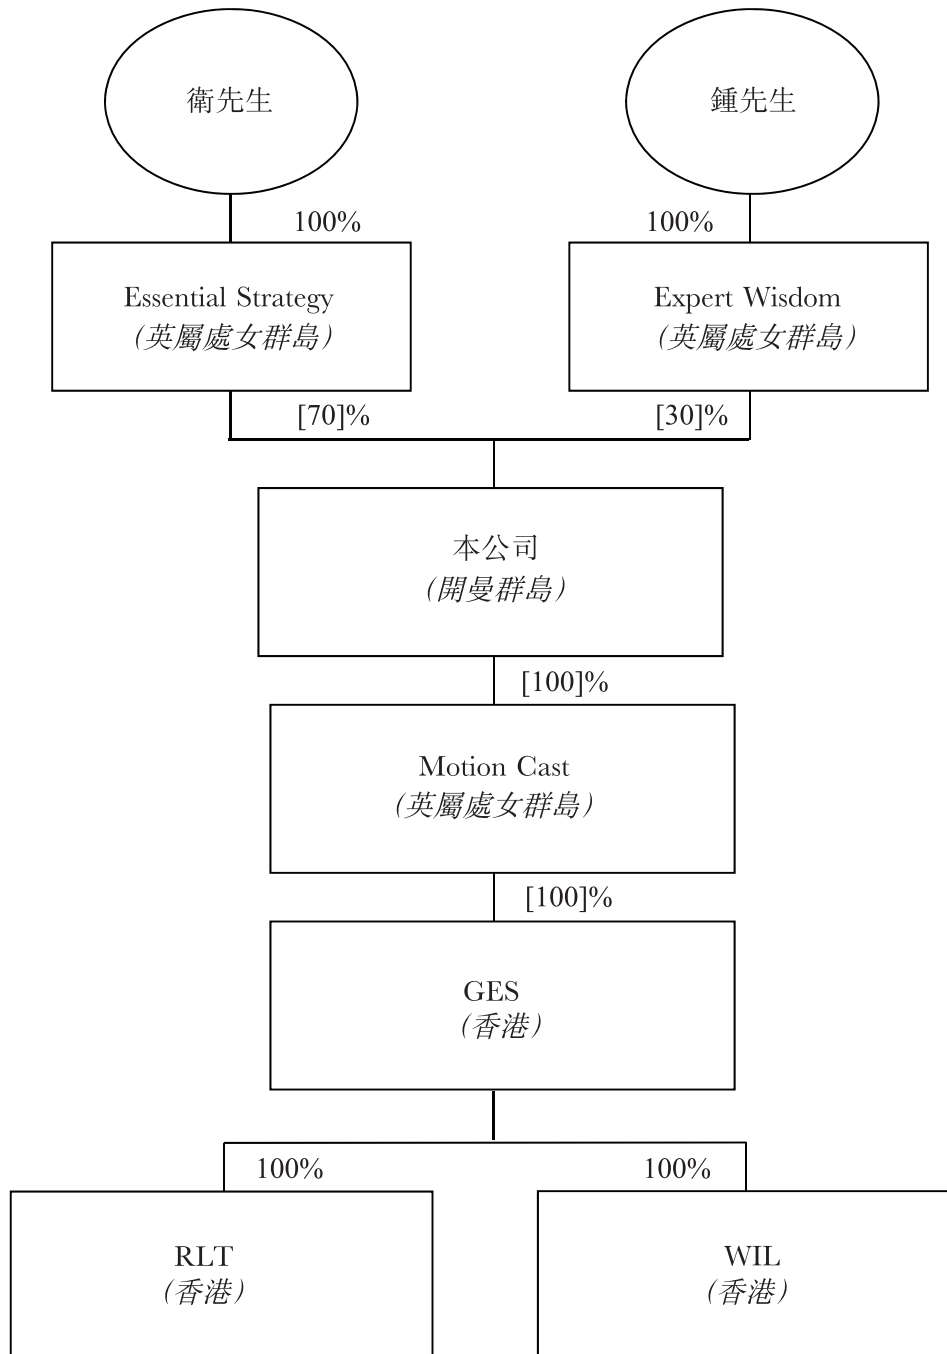 衛先生
鍾先生
100%
100%
Essential Strategy
（英屬處女群島）
Expert Wisdom
（英屬處女群島）
[70]%
[30]%
本公司
（開曼群島）
[100]%
Motion Cast
（英屬處女群島）
[100]%
GES
（香港）
100%
100%
RLT
（香港）
WIL
（香港）